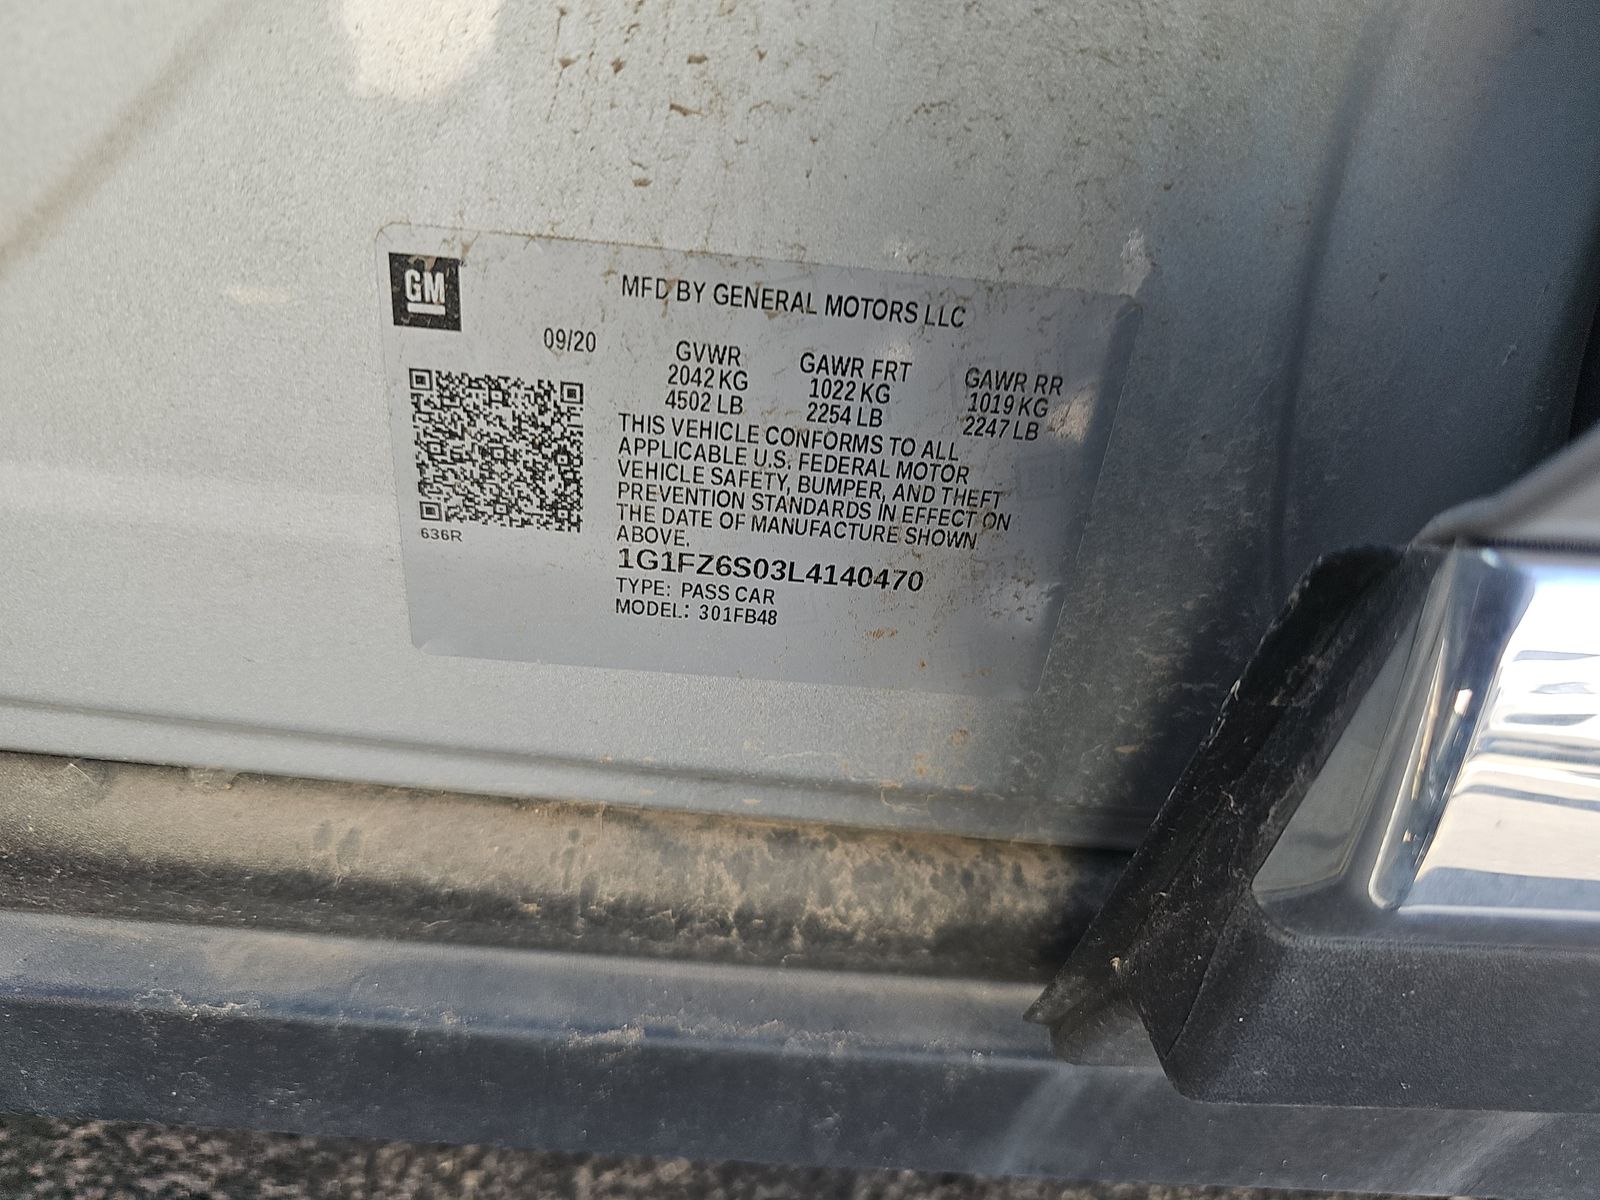 GM
MFD BY GENERAL MOTORS LLC
09/20
GVWR
2042 KG
4502 LB
GAWR FRT
1022 KG
2254 LB
GAWR RR
1019 KG
2247 LB
THIS VEHICLE CONFORMS TO ALL
APPLICABLE U.S. FEDERAL MOTOR
VEHICLE SAFETY, BUMPER, AND THEFT
PREVENTION STANDARDS IN EFFECT ON
THE DATE OF MANUFACTURE SHOWN
ABOVE.
636R
1G1FZ6S03L4140470
TYPE: PASS CAR
MODEL: 301FB48